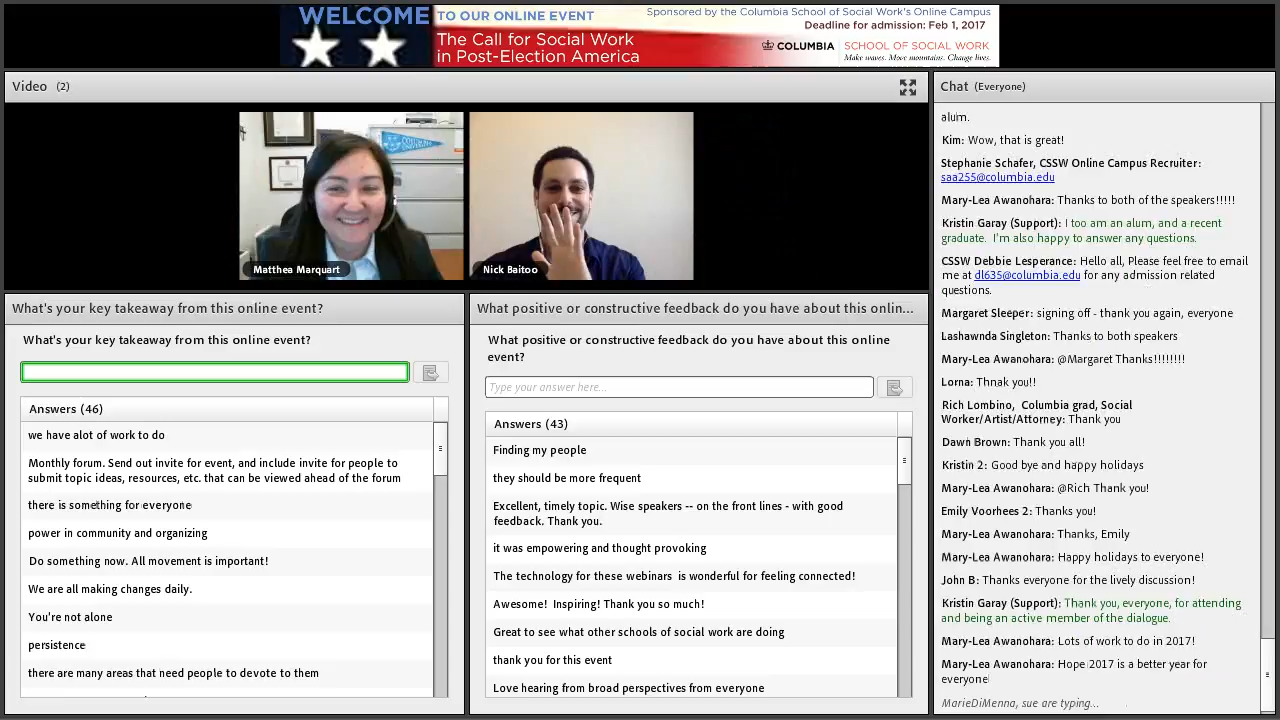 WELCOME TO OUR ONLINE EVENT
The Call for Social Work
in Post-Election America
Sponsored by the Columbia School of Social Work's Online Campus
Deadline for admission: Feb 1, 2017
COLUMBIA SCHOOL OF SOCIAL WORK
Make waves. Move mountains. Change lives.
Video (2)
COLUMBIA
Matthea Marquart
Nick Baitoo
What's your key takeaway from this online event?
What's your key takeaway from this online event?
Answers (46)
we have alot of work to do
Monthly forum. Send out invite for event, and include invite for people to
submit topic ideas, resources, etc. that can be viewed ahead of the forum
there is something for everyone
power in community and organizing
Do something now. All movement is important!
We are all making changes daily.
You're not alone
persistence
there are many areas that need people to devote to them
What positive or constructive feedback do you have about this onlin...
What positive or constructive feedback do you have about this online
event?
Type your answer here...
Answers (43)
Finding my people
they should be more frequent
Excellent, timely topic. Wise speakers -- on the front lines - with good
feedback. Thank you.
it was empowering and thought provoking
The technology for these webinars is wonderful for feeling connected!
Awesome! Inspiring! Thank you so much!
Great to see what other schools of social work are doing
thank you for this event
Love hearing from broad perspectives from everyone
Chat (Everyone)
alum.
Kim: Wow, that is great!
Stephanie Schafer, CSSW Online Campus Recruiter:
saa255@columbia.edu
Mary-Lea Awanohara: Thanks to both of the speakers!!!!!
Kristin Garay (Support): I too am an alum, and a recent
graduate. I'm also happy to answer any questions.
CSSW Debbie Lesperance: Hello all, Please feel free to email
me at dl635@columbia.edu for any admission related
questions.
Margaret Sleeper: signing off - thank you again, everyone
Lashawnda Singleton: Thanks to both speakers
Mary-Lea Awanohara: @Margaret Thanks!!!!!!!!
Lorna: Thnak you!!
Rich Lombino, Columbia grad, Social
Worker/Artist/Attorney: Thank you
Dawn Brown: Thank you all!
Kristin 2: Good bye and happy holidays
Mary-Lea Awanohara: @Rich Thank you!
Emily Voorhees 2: Thanks you!
Mary-Lea Awanohara: Thanks, Emily
Mary-Lea Awanohara: Happy holidays to everyone!
John B: Thanks everyone for the lively discussion!
Kristin Garay (Support): Thank you, everyone, for attending
and being an active member of the dialogue.
Mary-Lea Awanohara: Lots of work to do in 2017!
Mary-Lea Awanohara: Hope 2017 is a better year for
everyone!
MarieDiMenna, sue are typing...